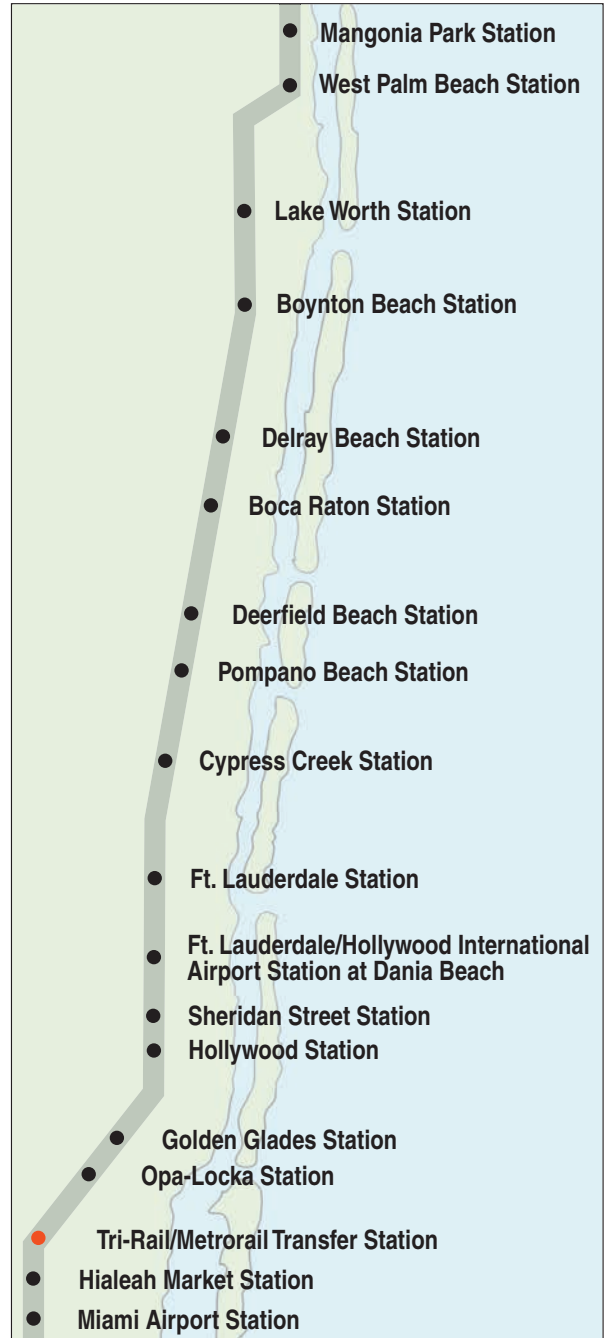 Mangonia Park Station
West Palm Beach Station
Lake Worth Station
Boynton Beach Station
Delray Beach Station
Boca Raton Station
Deerfield Beach Station
Pompano Beach Station
Cypress Creek Station
Ft. Lauderdale Station
Ft. Lauderdale/Hollywood International
Airport Station at Dania Beach
Sheridan Street Station
Hollywood Station
Golden Glades Station
Opa-Locka Station
Tri-Rail/Metrorail Transfer Station
Hialeah Market Station
Miami Airport Station